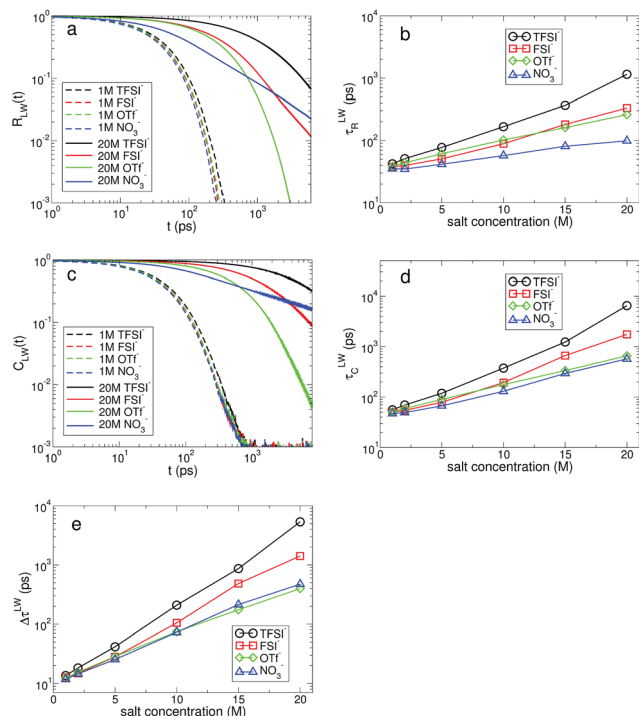 a
R_LW(t)
10^0
10^-1
10^-2
10^-3
1M TFSI^-
1M FSI^-
1M OTf^-
1M NO_3^-
20M TFSI^-
20M FSI^-
20M OTf^-
20M NO_3^-
10^0 10^1 10^2 10^3
t (ps)
b
τ_R^LW (ps)
10^4
10^3
10^2
10^1
TFSI^-
FSI^-
OTf^-
NO_3^-
0 5 10 15 20
salt concentration (M)
c
C_LW(t)
10^0
10^-1
10^-2
10^-3
1M TFSI^-
1M FSI^-
1M OTf^-
1M NO_3^-
20M TFSI^-
20M FSI^-
20M OTf^-
20M NO_3^-
10^0 10^1 10^2 10^3
t (ps)
d
τ_C^LW (ps)
10^4
10^3
10^2
10^1
TFSI^-
FSI^-
OTf^-
NO_3^-
0 5 10 15 20
salt concentration (M)
e
Δτ^LW (ps)
10^4
10^3
10^2
10^1
TFSI^-
FSI^-
OTf^-
NO_3^-
0 5 10 15 20
salt concentration (M)